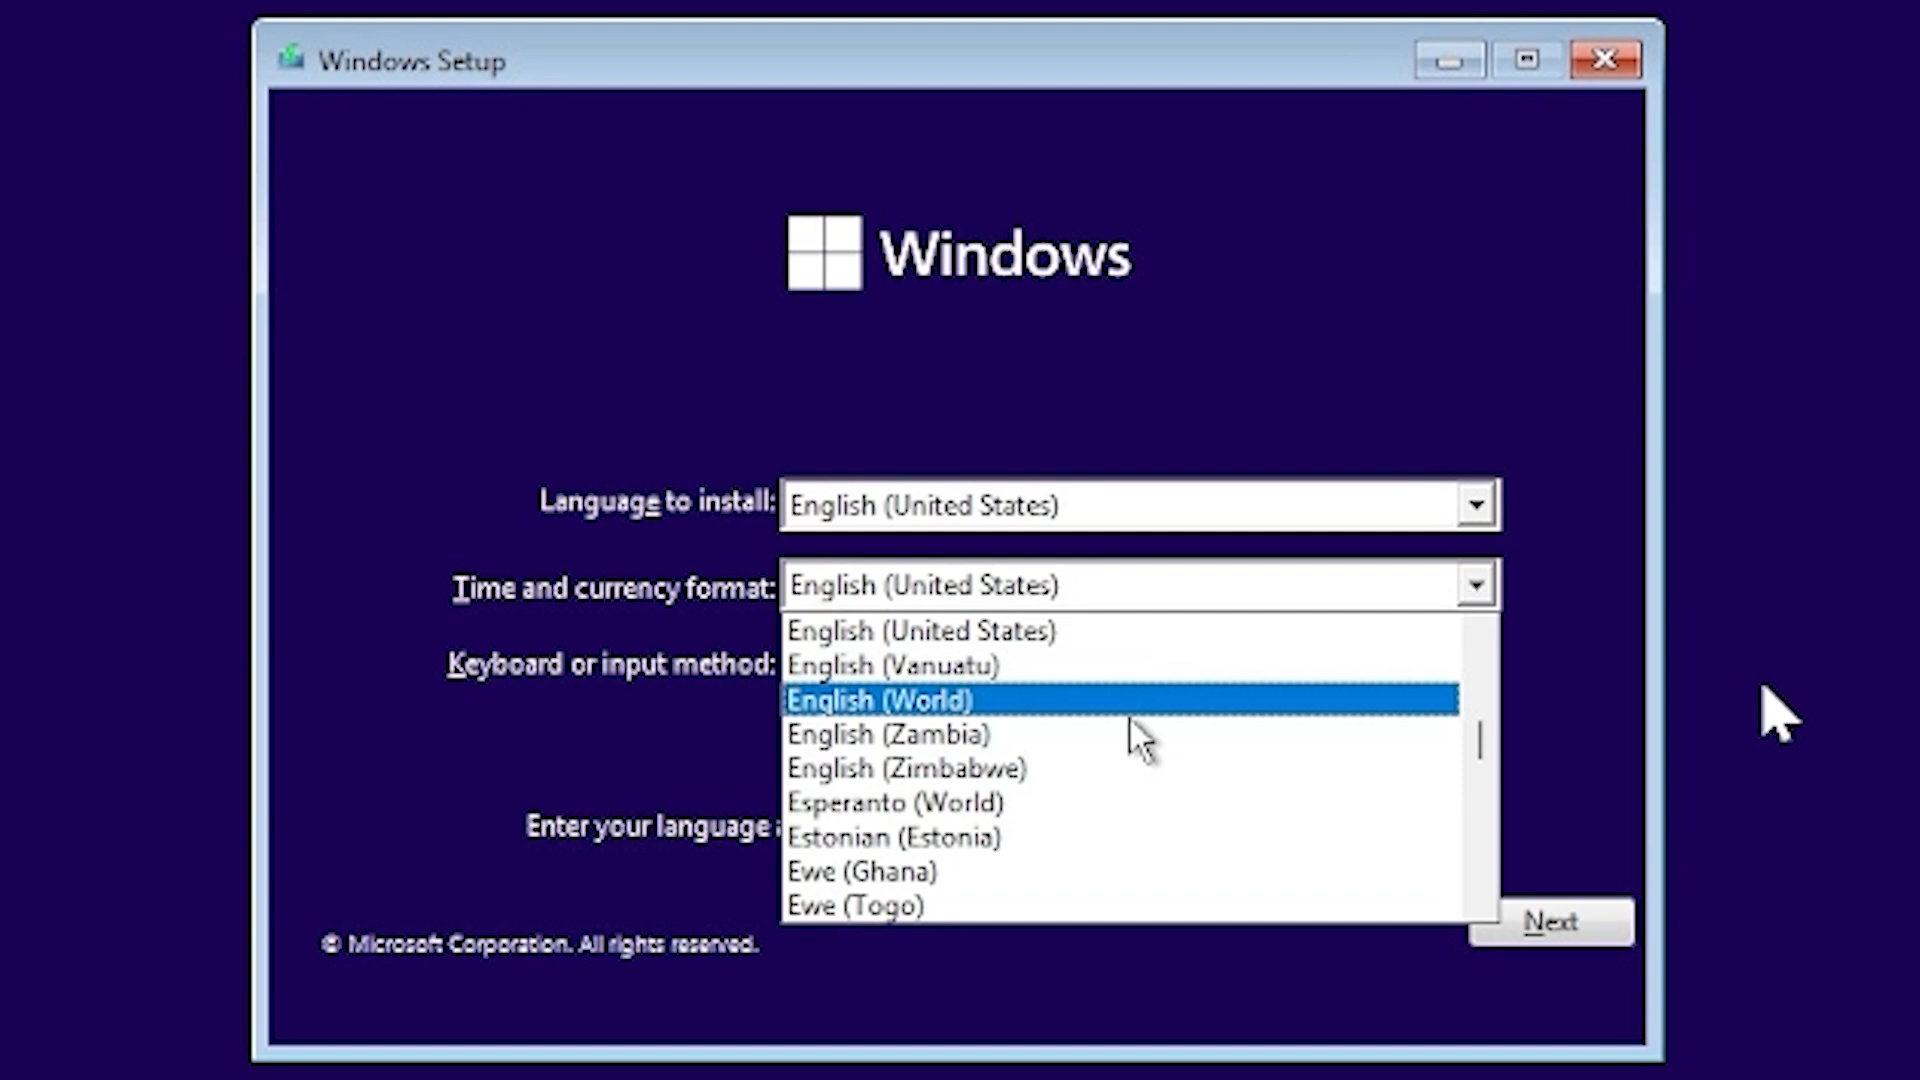 Windows Setup
Windows
Language to install: English (United States)
Time and currency format: English (United States)
English (United States)
Keyboard or input method: English (Vanuatu)
English (World)
English (Zambia)
English (Zimbabwe)
Esperanto (World)
Enter your language Estonian (Estonia)
Ewe (Ghana)
Ewe (Togo)
Next
© Microsoft Corporation. All rights reserved.